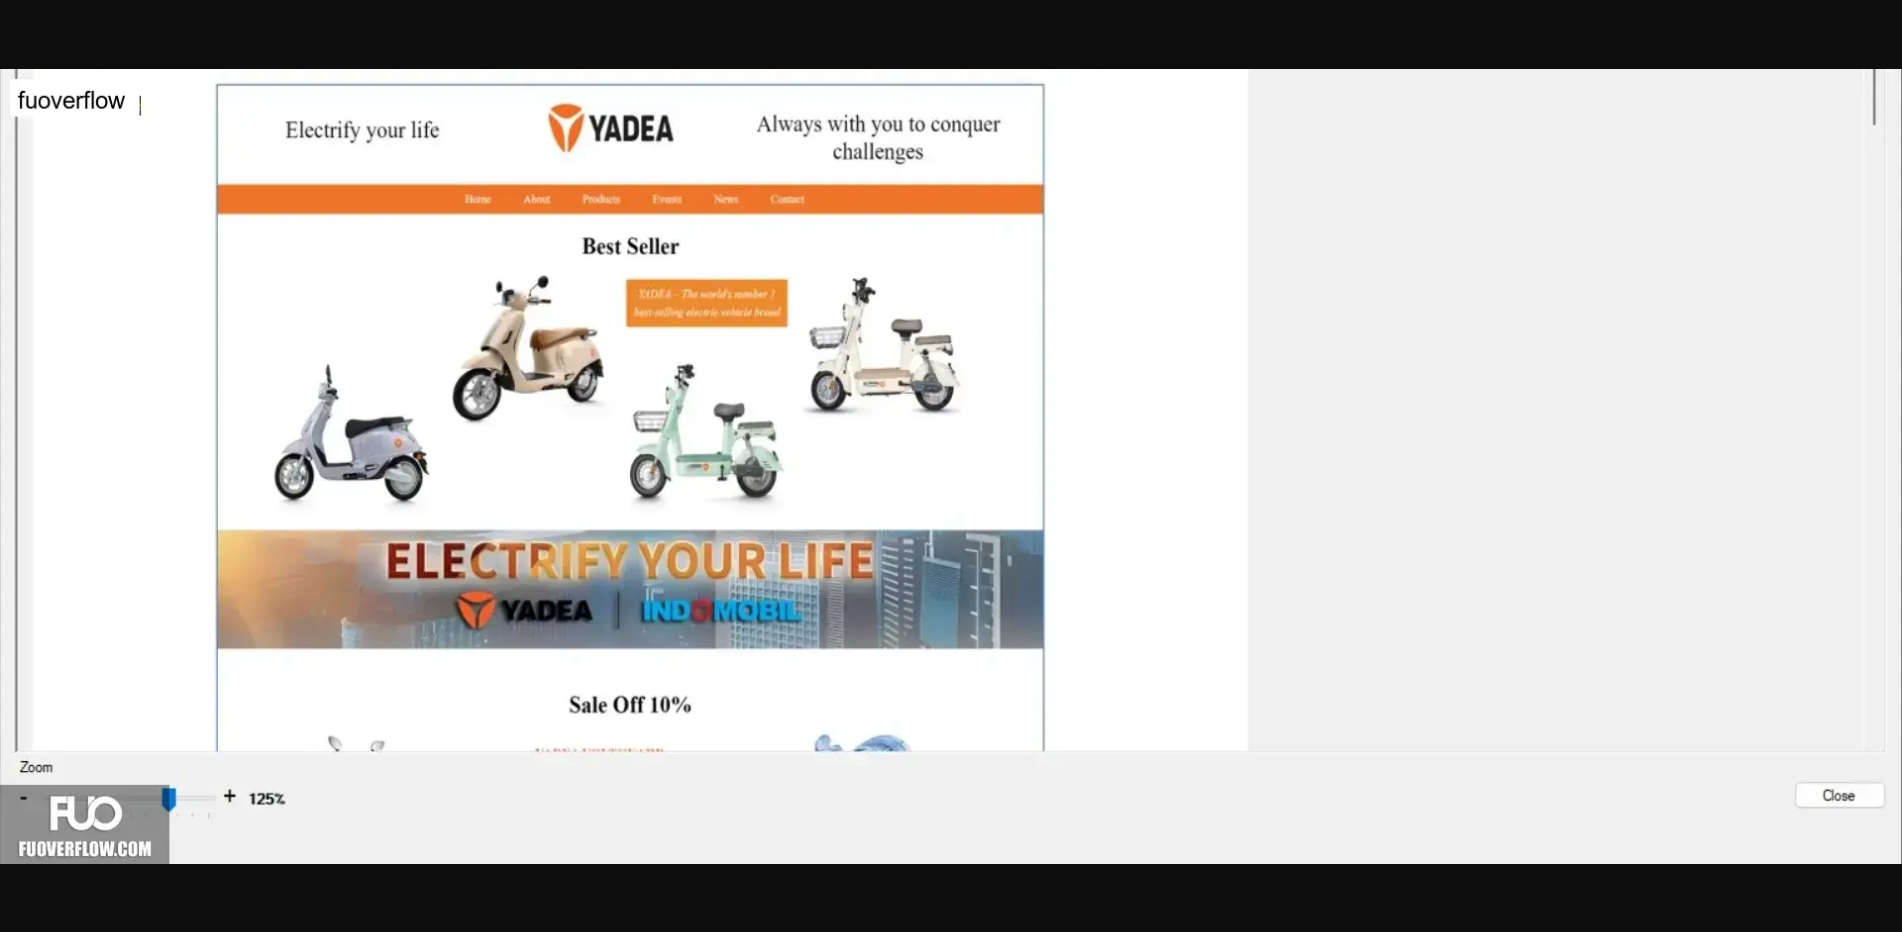 fuoverflow
Electrify your life
YADEA
Always with you to conquer
challenges
Home About Products Events News Contact
Best Seller
YADEA - The world's number 1
best-selling electric vehicle brand
ELECTRIFY YOUR LIFE
YADEA | INDOMOBIL
Sale Off 10%
Zoom
- + 125%
Close
FUO
FUOVERFLOW.COM